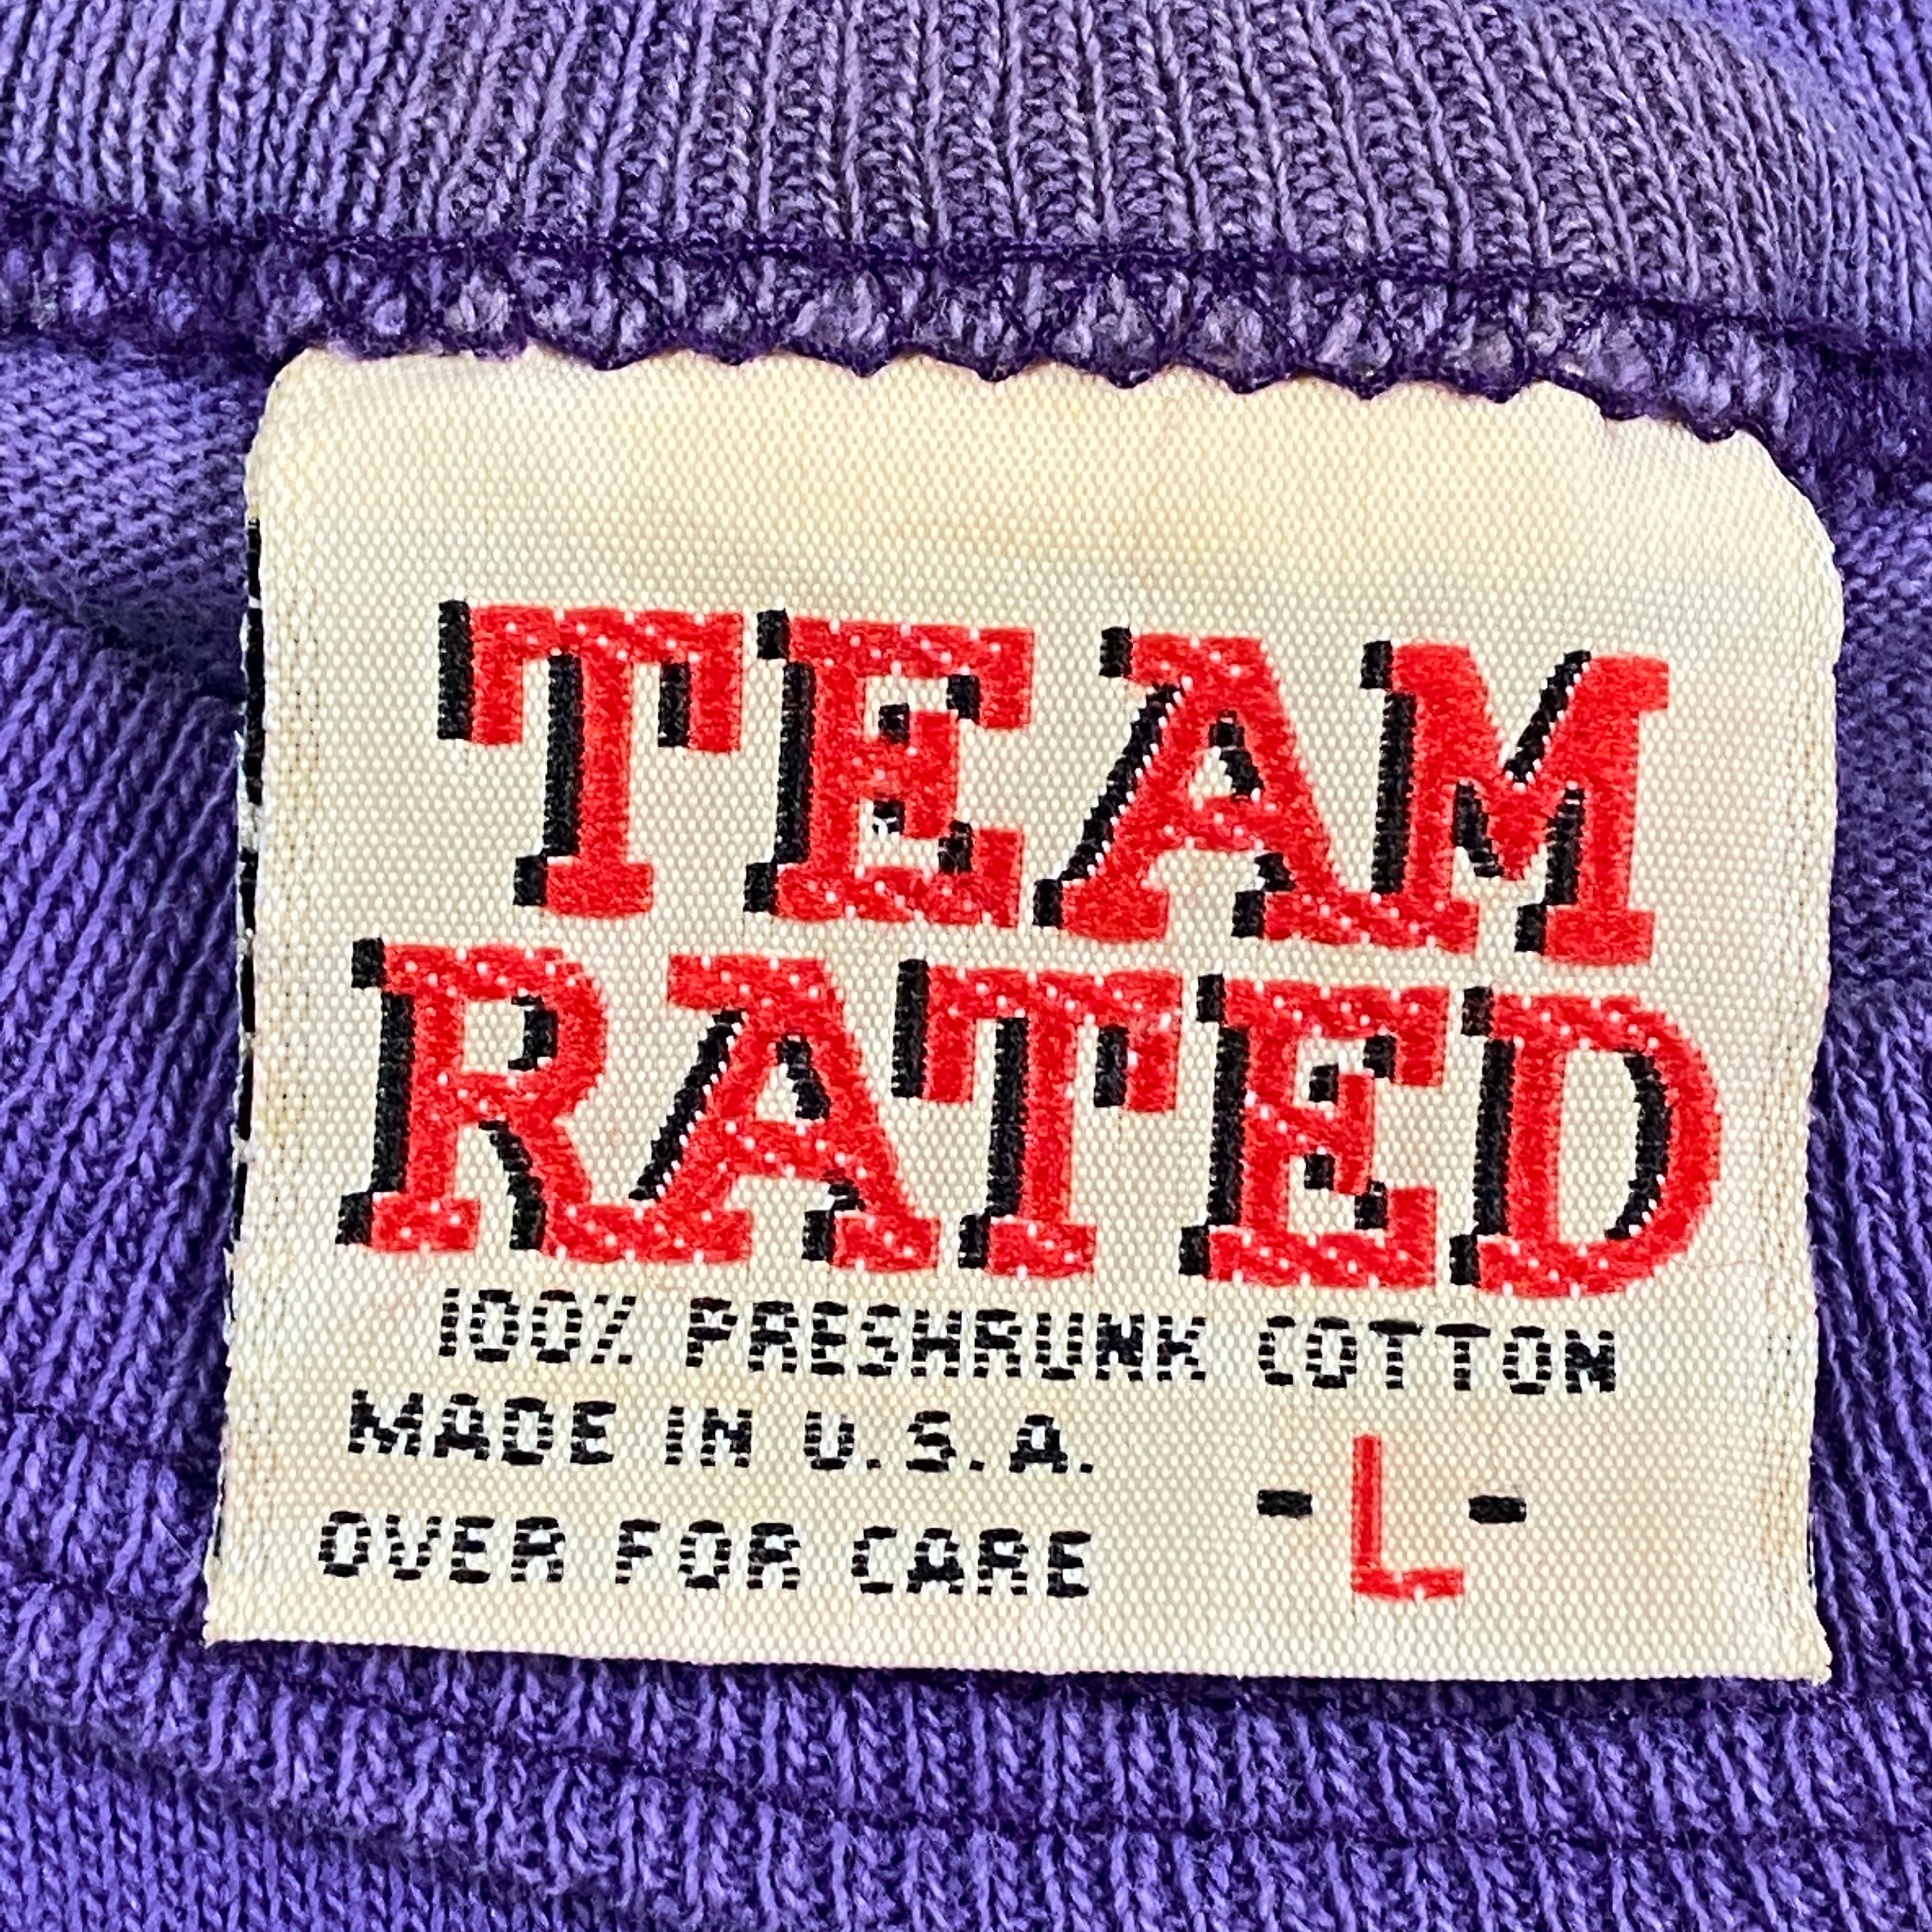 TEAM
RATED
100% PRESHRUNK COTTON
MADE IN U.S.A.
-L-
OVER FOR CARE